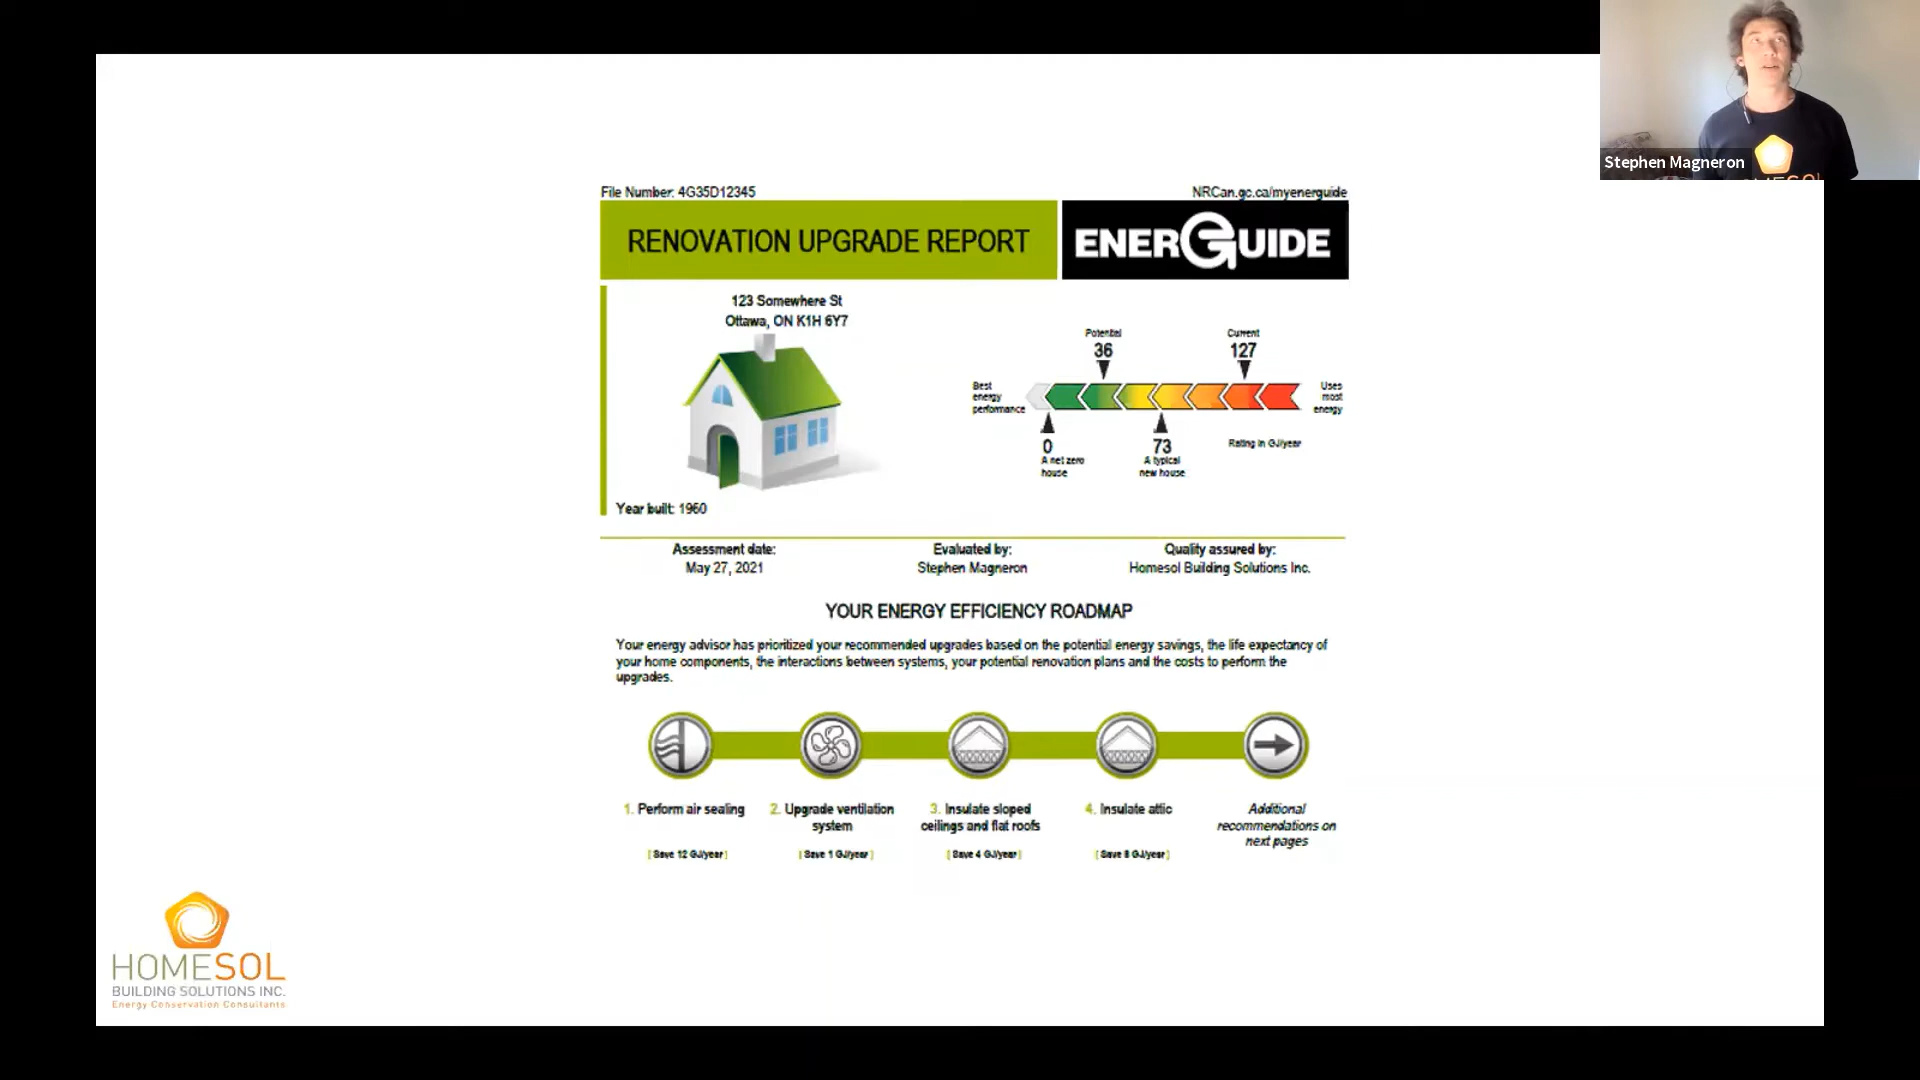 Stephen Magneron
File Number: 4G35D12345
NRCan.gc.ca/myenerguide
RENOVATION UPGRADE REPORT
ENERGUIDE
123 Somewhere St
Ottawa, ON K1H 6Y7
Year built: 1960
Potential
36
Current
127
Best
energy
performance
Uses
most
energy
0
A net zero
house
73
A typical
new house
Rating in GJ/year
Assessment date:
May 27, 2021
Evaluated by:
Stephen Magneron
Quality assured by:
Homesol Building Solutions Inc.
YOUR ENERGY EFFICIENCY ROADMAP
Your energy advisor has prioritized your recommended upgrades based on the potential energy savings, the life expectancy of
your home components, the interactions between systems, your potential renovation plans and the costs to perform the
upgrades.
1. Perform air sealing
[ Save 12 GJ/year ]
2. Upgrade ventilation
system
[ Save 1 GJ/year ]
3. Insulate sloped
ceilings and flat roofs
[ Save 4 GJ/year ]
4. Insulate attic
[ Save 8 GJ/year ]
Additional
recommendations on
next pages
HOMESOL
BUILDING SOLUTIONS INC.
Energy Conservation Consultants